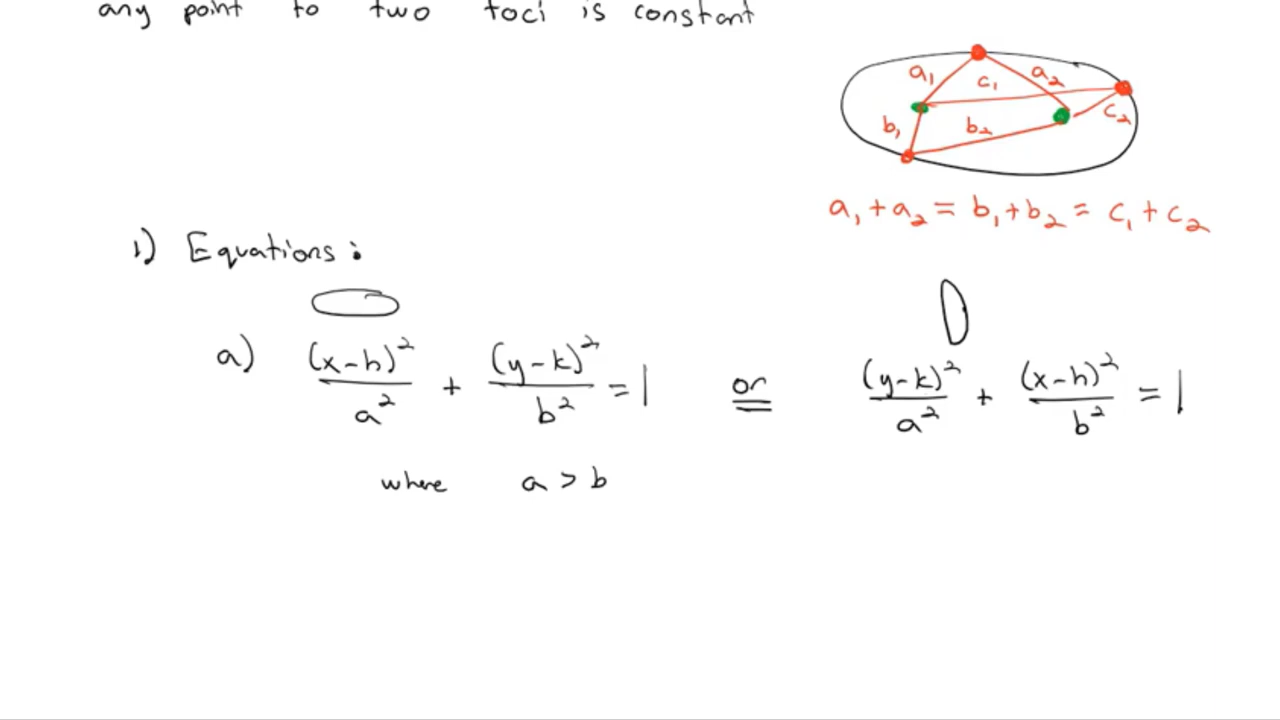 any point to two foci is constant
a₁ a₂ c₁ c₂ b₁ b₂
a₁ + a₂ = b₁ + b₂ = c₁ + c₂
1) Equations:
a) (x-h)²/a² + (y-k)²/b² = 1 or (y-k)²/a² + (x-h)²/b² = 1
where a > b